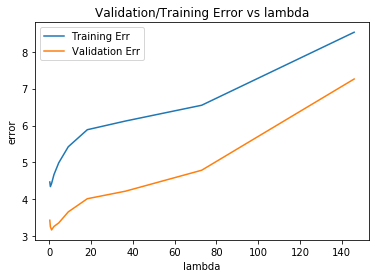 Validation/Training Error vs lambda
Training Err
Validation Err
error
8
7
6
5
4
3
0 20 40 60 80 100 120 140
lambda